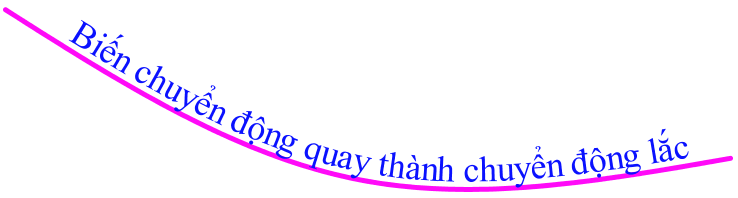 Biến chuyển động quay thành chuyển động lắc